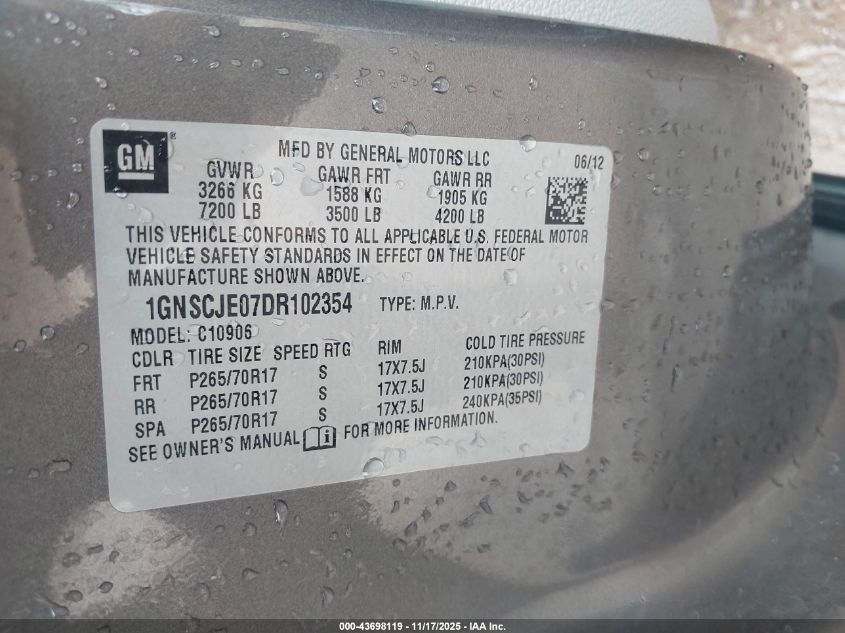 GM ®
MFD BY GENERAL MOTORS LLC 06/12
GVWR GAWR FRT GAWR RR
3266 KG 1588 KG 1905 KG
7200 LB 3500 LB 4200 LB
THIS VEHICLE CONFORMS TO ALL APPLICABLE U.S. FEDERAL MOTOR
VEHICLE SAFETY STANDARDS IN EFFECT ON THE DATE OF
MANUFACTURE SHOWN ABOVE.
1GNSCJE07DR102354 TYPE: M.P.V.
MODEL: C10906
CDLR TIRE SIZE SPEED RTG RIM COLD TIRE PRESSURE
FRT P265/70R17 S 17X7.5J 210KPA(30PSI)
RR P265/70R17 S 17X7.5J 210KPA(30PSI)
SPA P265/70R17 S 17X7.5J 240KPA(35PSI)
SEE OWNER'S MANUAL i FOR MORE INFORMATION.
000-43698119 - 11/17/2025 - IAA Inc.